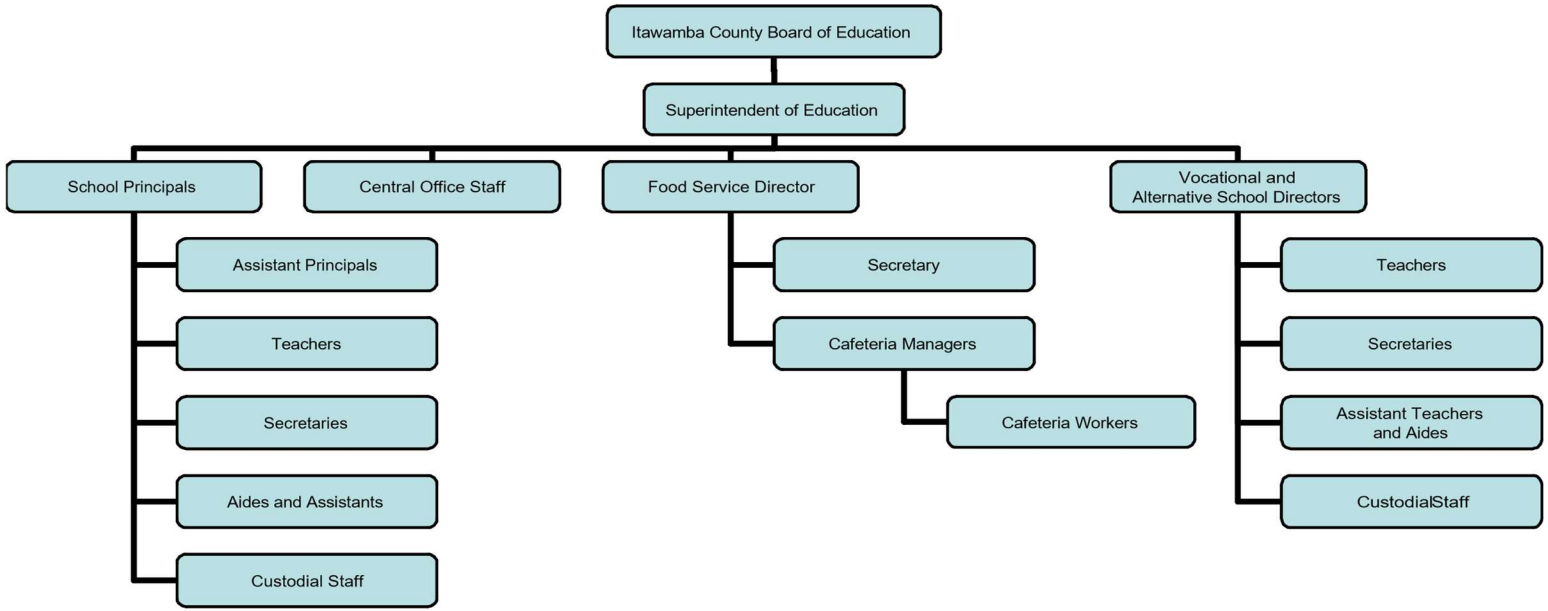 Itawamba County Board of Education
Superintendent of Education
School Principals
Central Office Staff
Food Service Director
Vocational and
Alternative School Directors
Assistant Principals
Teachers
Secretaries
Aides and Assistants
Custodial Staff
Secretary
Cafeteria Managers
Cafeteria Workers
Teachers
Secretaries
Assistant Teachers
and Aides
CustodialStaff